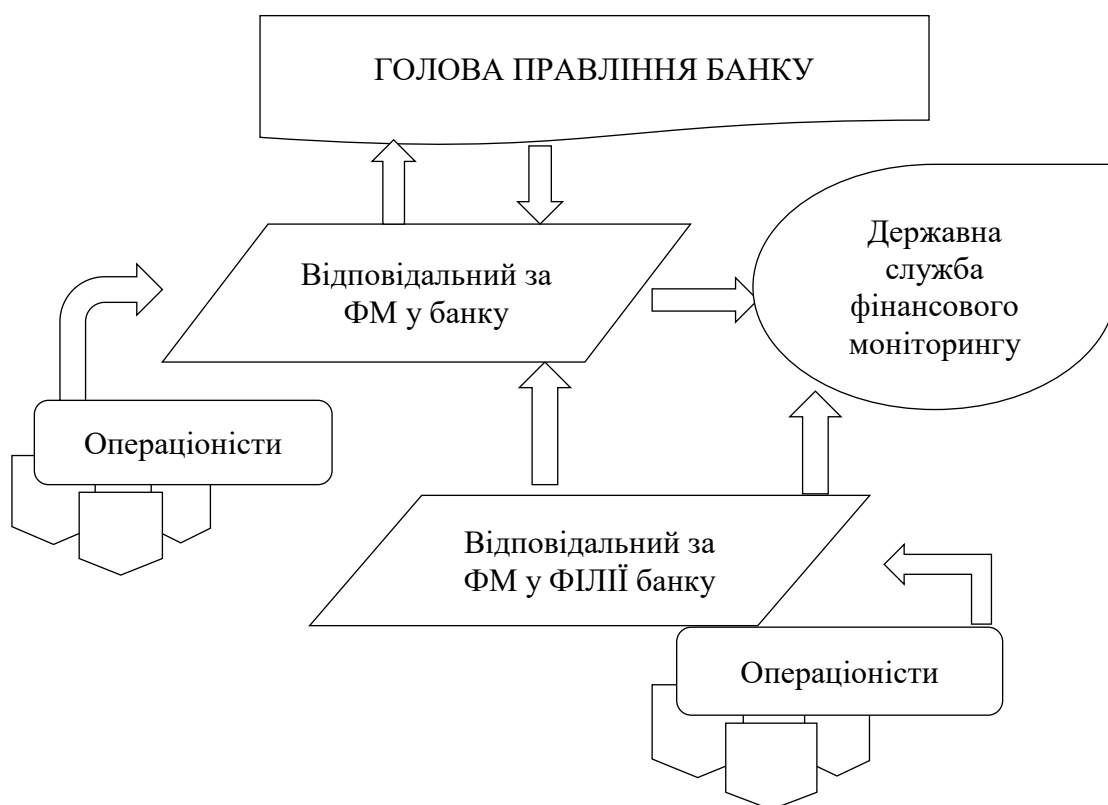 ГОЛОВА ПРАВЛІННЯ БАНКУ
Відповідальний за
ФМ у банку
Державна
служба
фінансового
моніторингу
Операціоністи
Відповідальний за
ФМ у ФІЛІЇ банку
Операціоністи